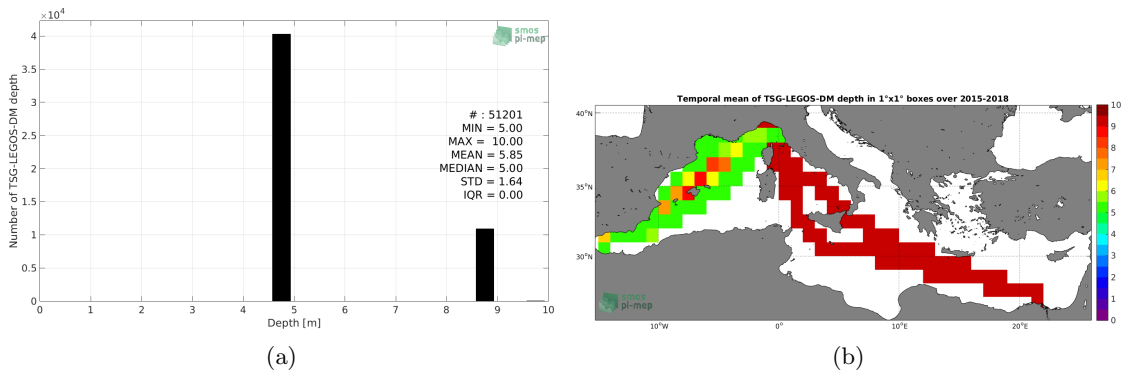 ×10⁴
4
3.5
3
2.5
2
1.5
1
0.5
0
Number of TSG-LEGOS-DM depth
smos
pi-mep
# : 51201
MIN = 5.00
MAX = 10.00
MEAN = 5.85
MEDIAN = 5.00
STD = 1.64
IQR = 0.00
0 1 2 3 4 5 6 7 8 9 10
Depth [m]
(a)
Temporal mean of TSG-LEGOS-DM depth in 1°x1° boxes over 2015-2018
40°N
35°N
30°N
smos
pi-mep
10°W 0° 10°E 20°E
10
9
8
7
6
5
4
3
2
1
0
(b)